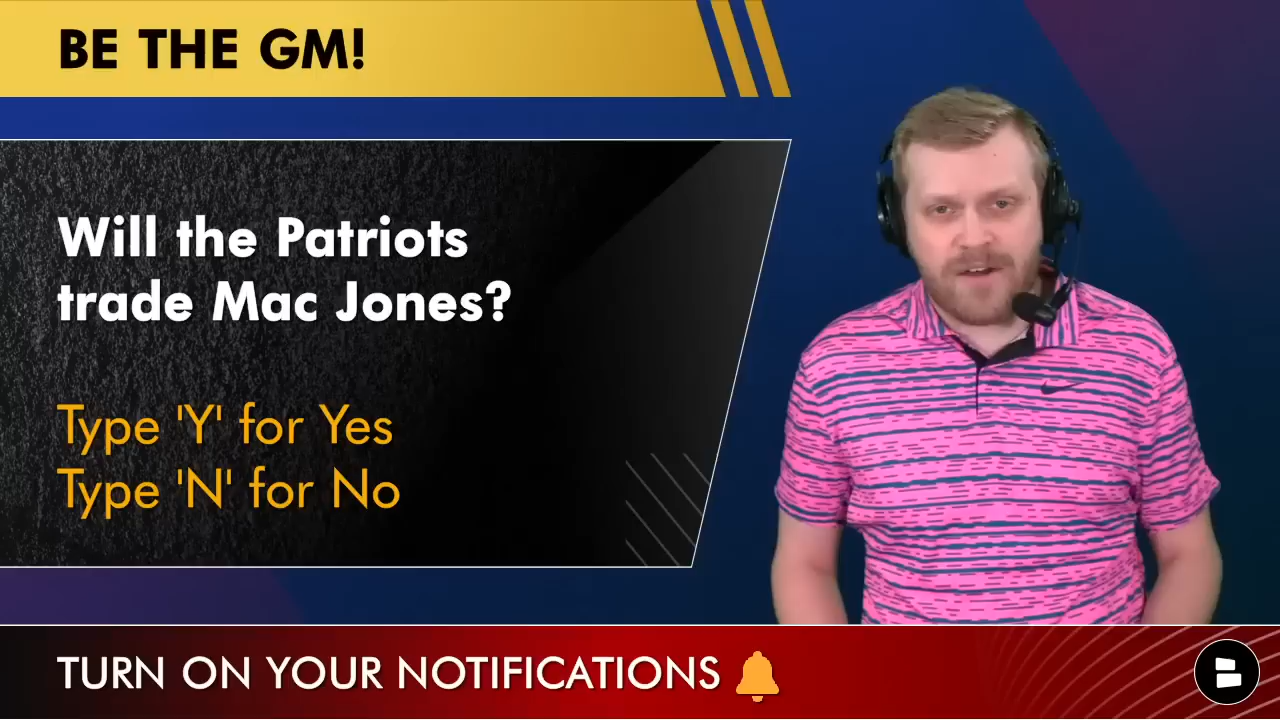 BE THE GM!
Will the Patriots
trade Mac Jones?
Type 'Y' for Yes
Type 'N' for No
TURN ON YOUR NOTIFICATIONS